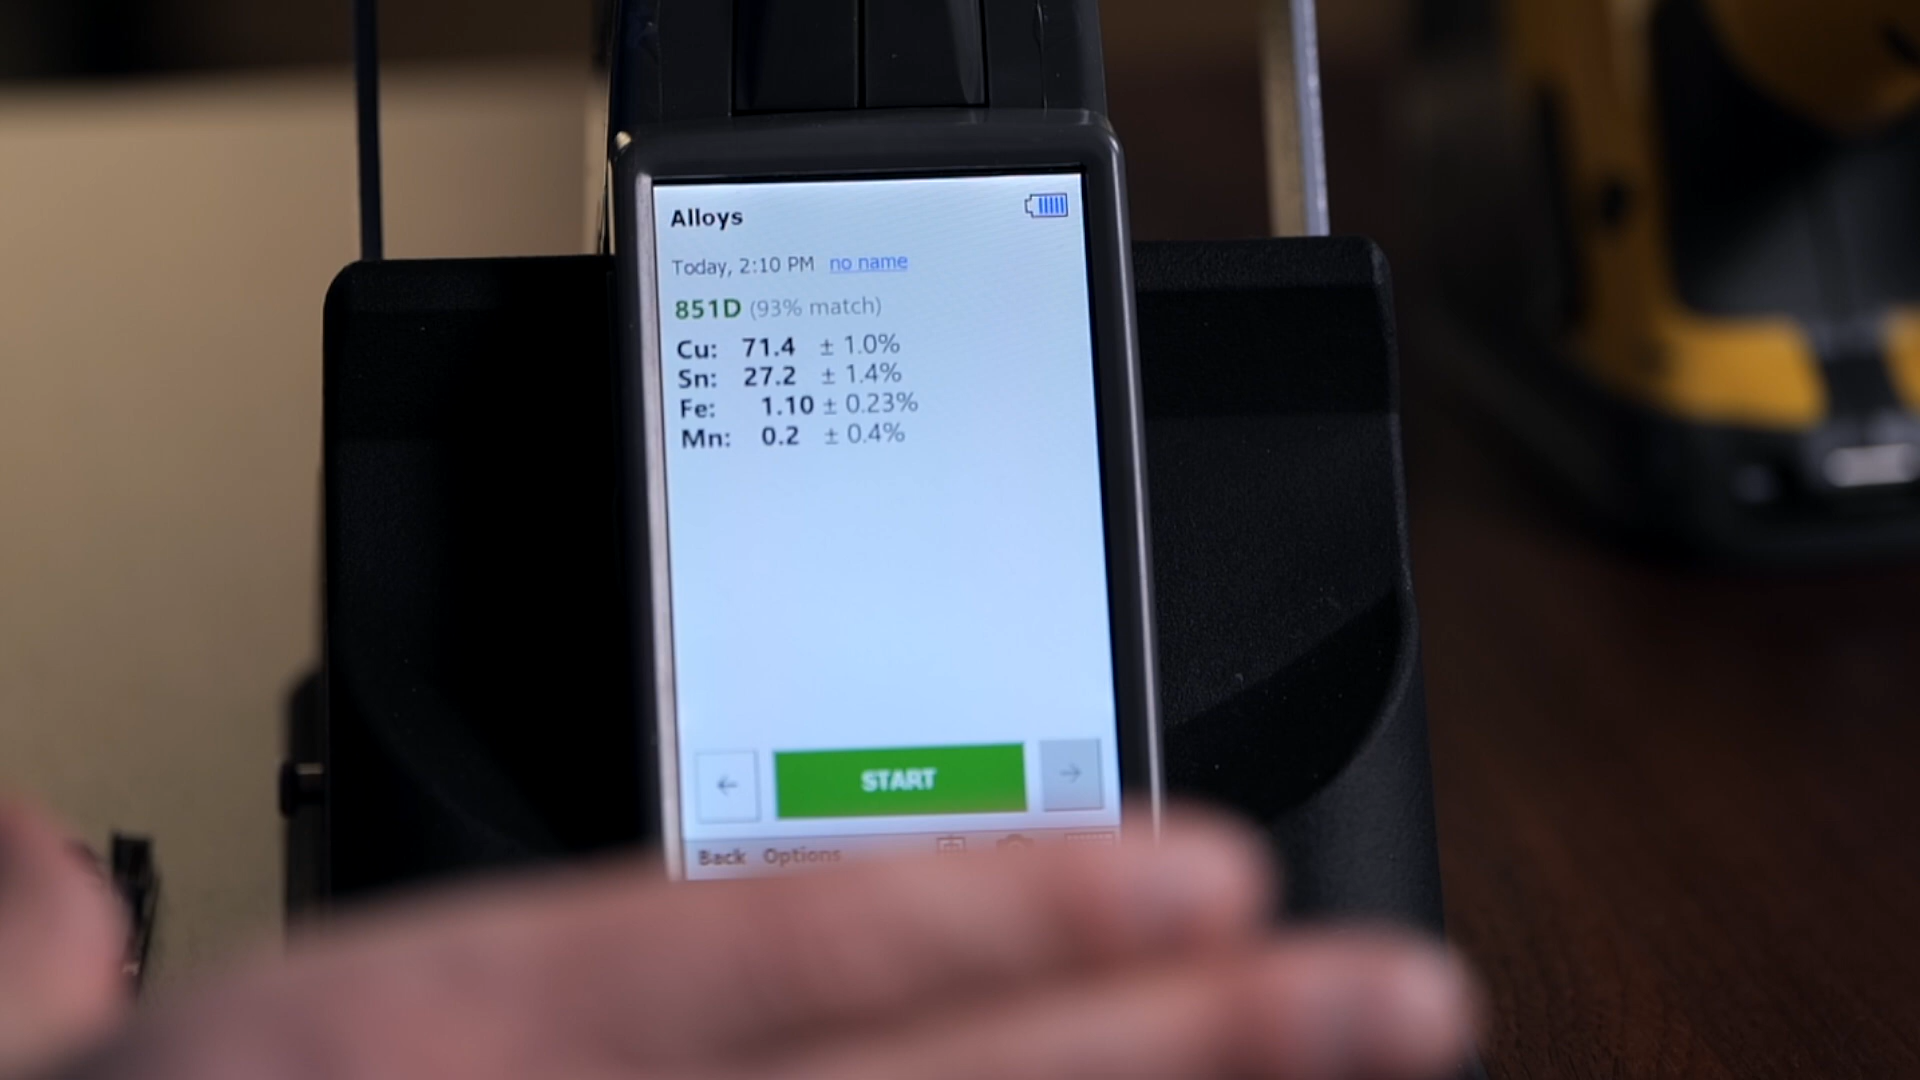 Alloys
Today, 2:10 PM no name
851D (93% match)
Cu: 71.4 ± 1.0%
Sn: 27.2 ± 1.4%
Fe: 1.10 ± 0.23%
Mn: 0.2 ± 0.4%
← START →
Back Options